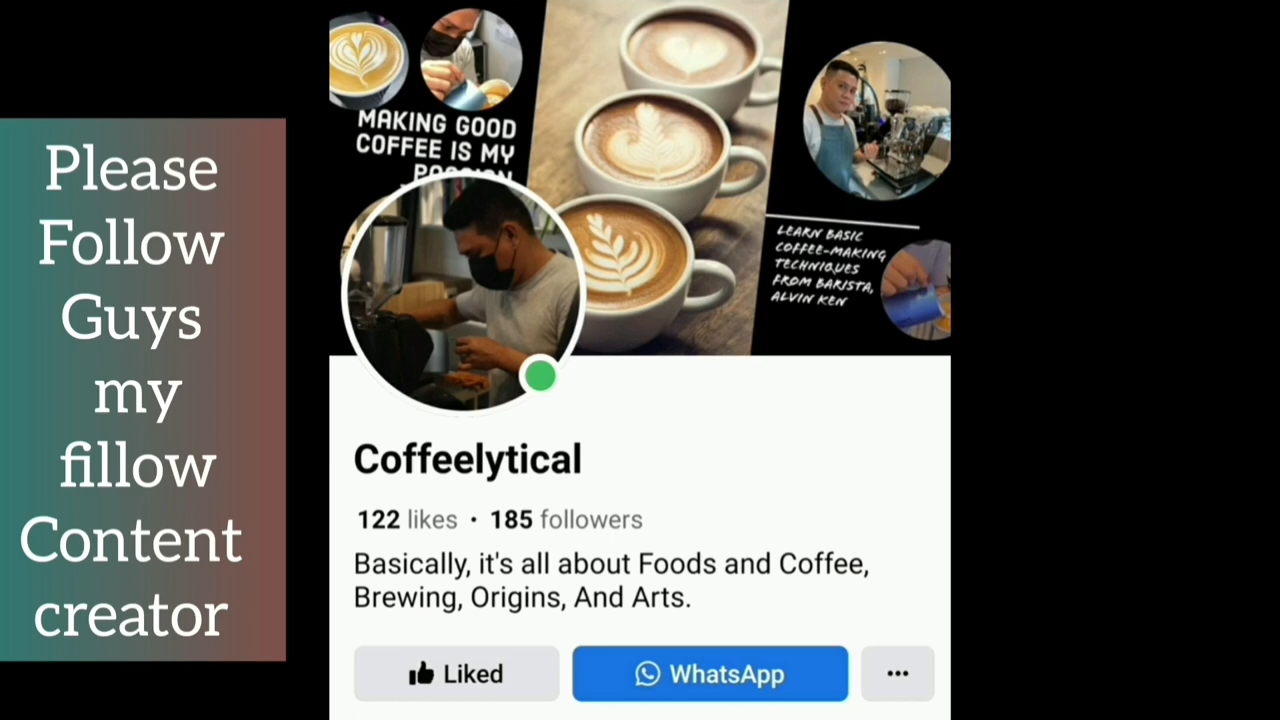 Please
Follow
Guys
my
fillow
Content
creator
MAKING GOOD
COFFEE IS MY
PASSION
LEARN BASIC
COFFEE-MAKING
TECHNIQUES
FROM BARISTA,
ALVIN KEN
Coffeelytical
122 likes · 185 followers
Basically, it's all about Foods and Coffee,
Brewing, Origins, And Arts.
Liked
WhatsApp